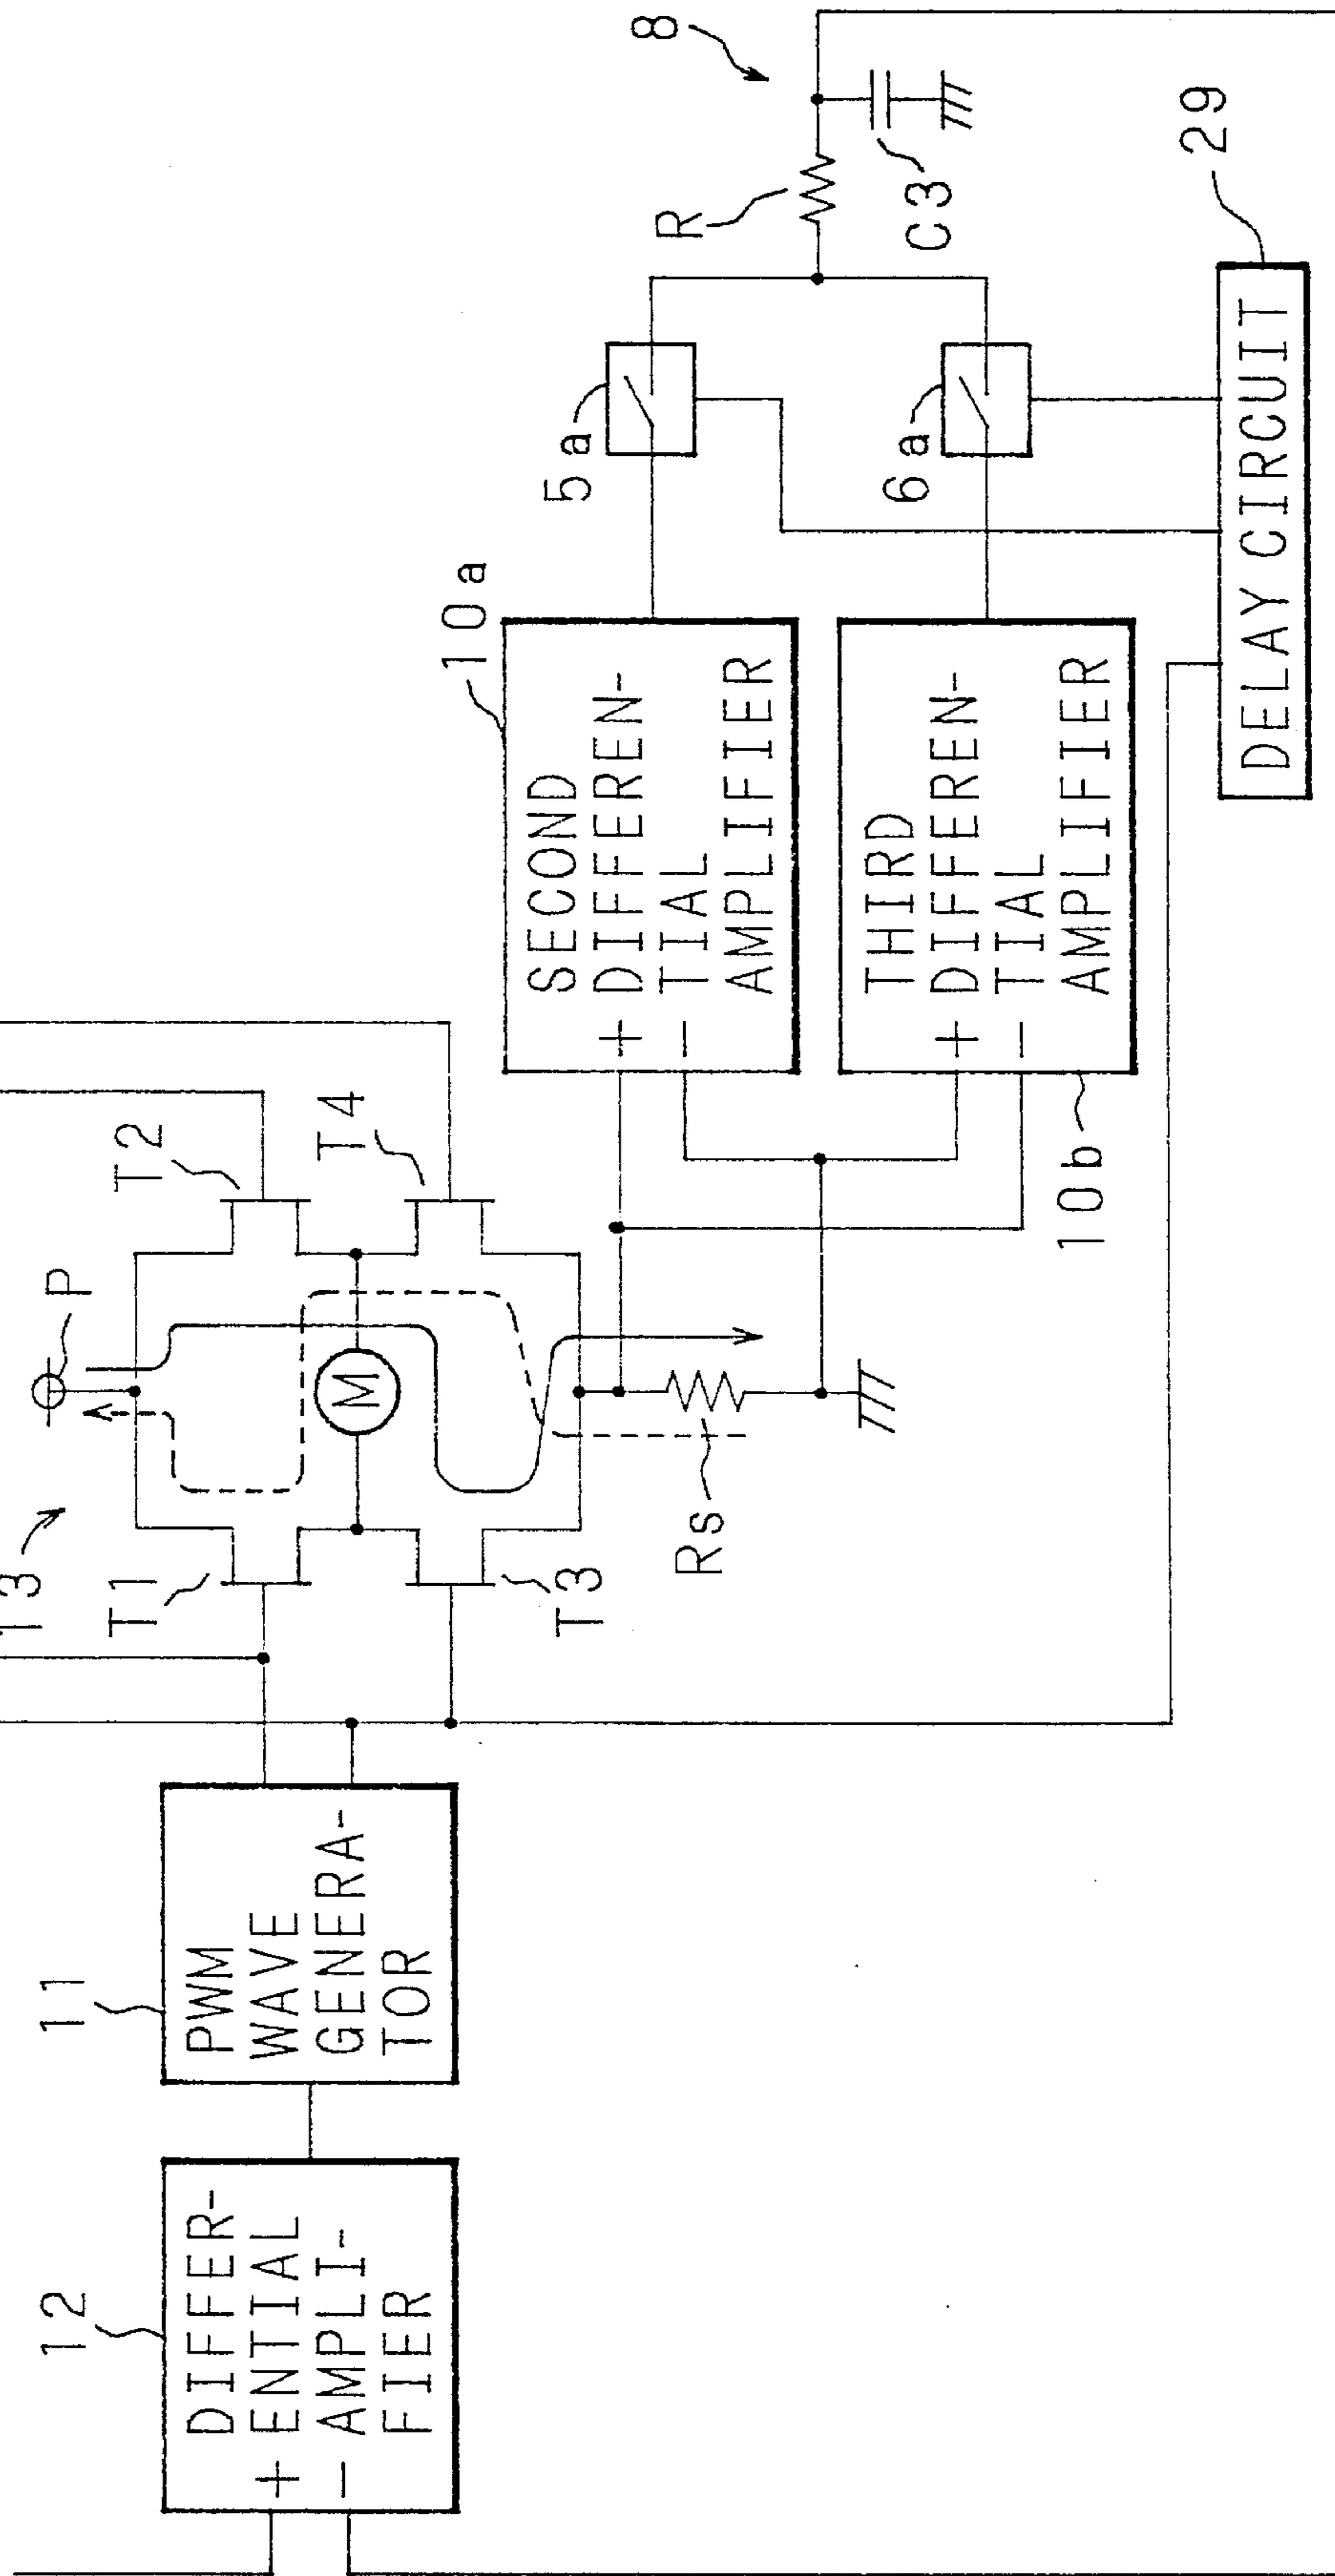 12
11
P
T1
T2
DIFFER-
ENTIAL
AMPLI-
FIER
+
−
PWM
WAVE
GENERA-
TOR
M
T3
T4
Rs
10a
SECOND
DIFFEREN-
TIAL
AMPLIFIER
+
−
5a
8
R
THIRD
DIFFEREN-
TIAL
AMPLIFIER
+
−
10b
6a
C3
DELAY CIRCUIT
29